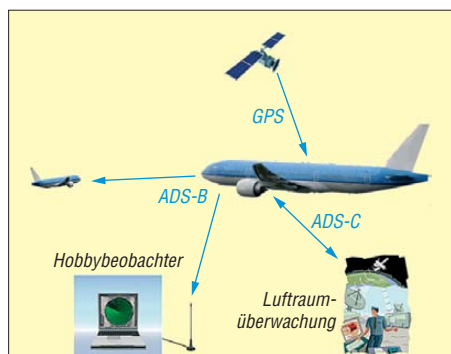 GPS
ADS-B
ADS-C
Hobbybeobachter
Luftraum-
überwachung